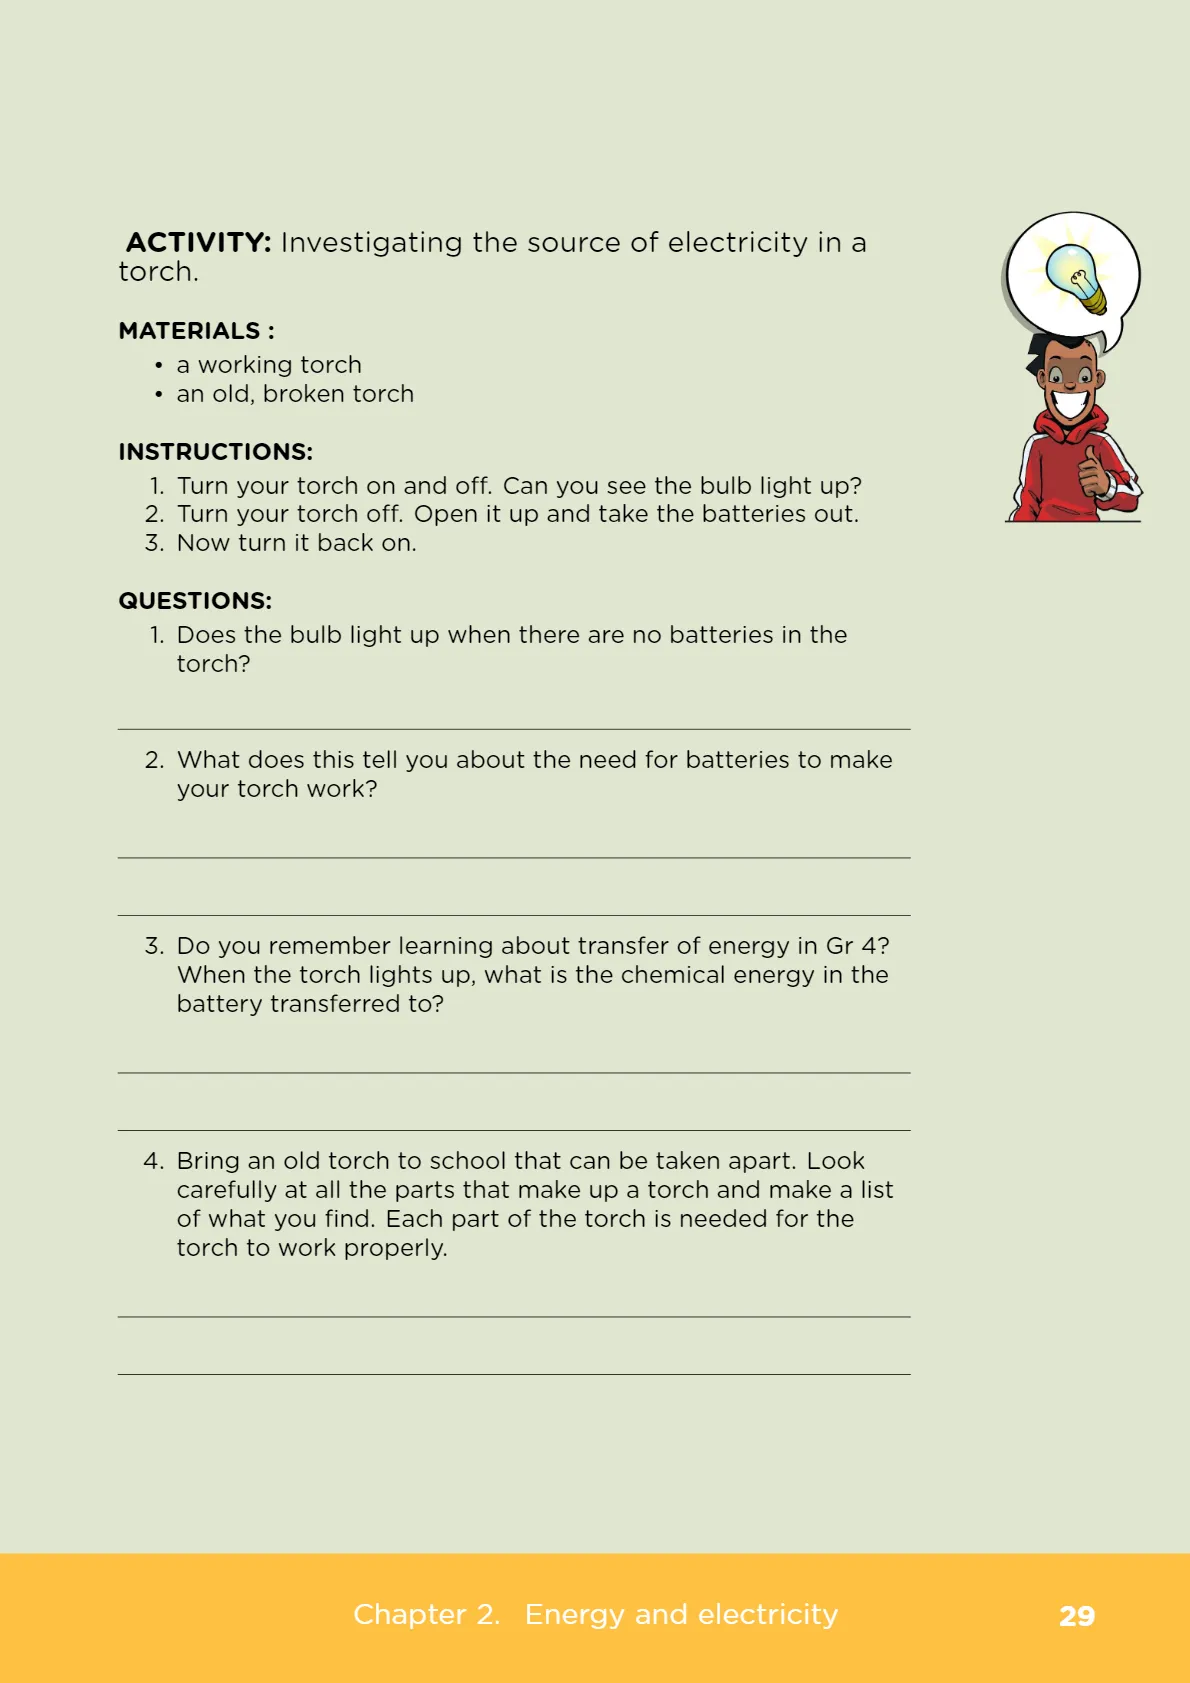 ACTIVITY: Investigating the source of electricity in a
torch.
MATERIALS :
• a working torch
• an old, broken torch
INSTRUCTIONS:
1. Turn your torch on and off. Can you see the bulb light up?
2. Turn your torch off. Open it up and take the batteries out.
3. Now turn it back on.
QUESTIONS:
1. Does the bulb light up when there are no batteries in the
torch?
2. What does this tell you about the need for batteries to make
your torch work?
3. Do you remember learning about transfer of energy in Gr 4?
When the torch lights up, what is the chemical energy in the
battery transferred to?
4. Bring an old torch to school that can be taken apart. Look
carefully at all the parts that make up a torch and make a list
of what you find. Each part of the torch is needed for the
torch to work properly.
Chapter 2. Energy and electricity 29